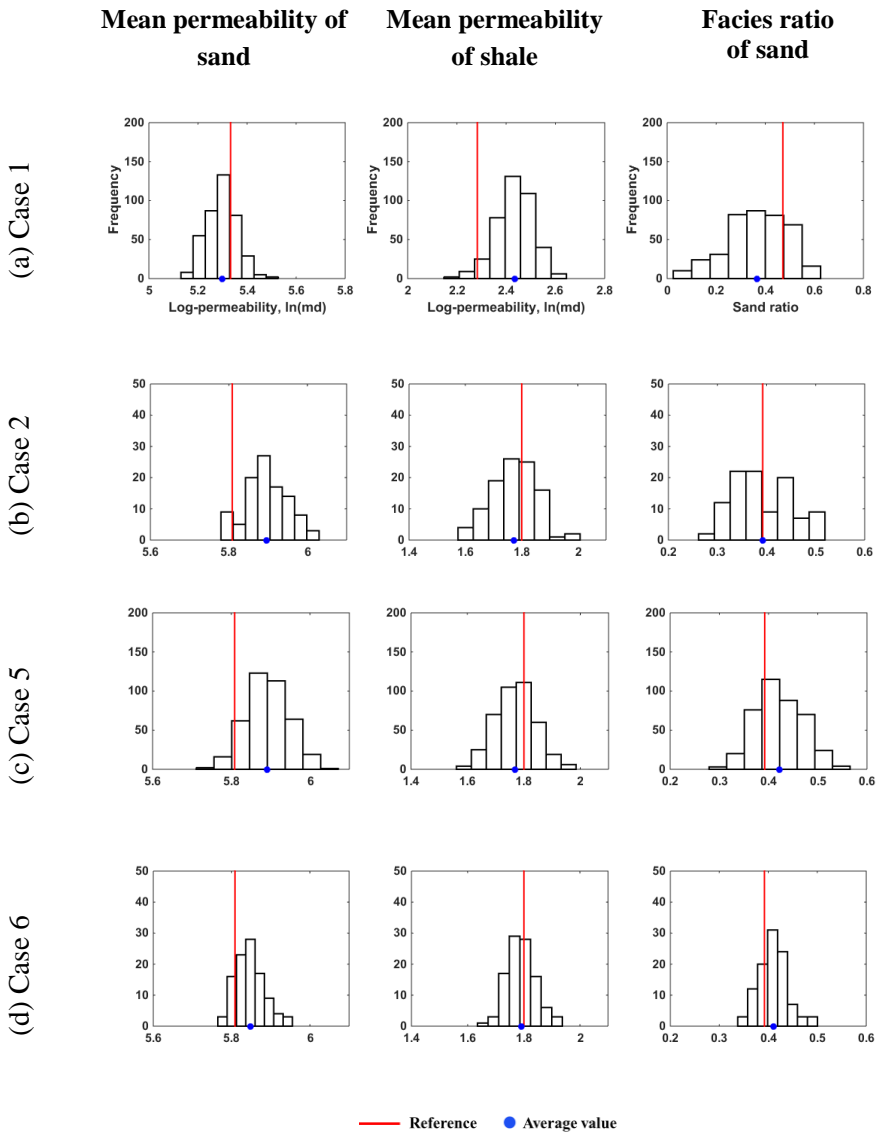 Mean permeability of
sand
Mean permeability
of shale
Facies ratio
of sand
(a) Case 1
Frequency
200
150
100
50
0
5 5.2 5.4 5.6 5.8
Log-permeability, ln(md)
Frequency
200
150
100
50
0
2 2.2 2.4 2.6 2.8
Log-permeability, ln(md)
Frequency
200
150
100
50
0
0 0.2 0.4 0.6 0.8
Sand ratio
(b) Case 2
50
40
30
20
10
0
5.6 5.8 6
50
40
30
20
10
0
1.4 1.6 1.8 2
50
40
30
20
10
0
0.2 0.3 0.4 0.5 0.6
(c) Case 5
200
150
100
50
0
5.6 5.8 6
200
150
100
50
0
1.4 1.6 1.8 2
200
150
100
50
0
0.2 0.3 0.4 0.5 0.6
(d) Case 6
50
40
30
20
10
0
5.6 5.8 6
50
40
30
20
10
0
1.4 1.6 1.8 2
50
40
30
20
10
0
0.2 0.3 0.4 0.5 0.6
Reference
Average value